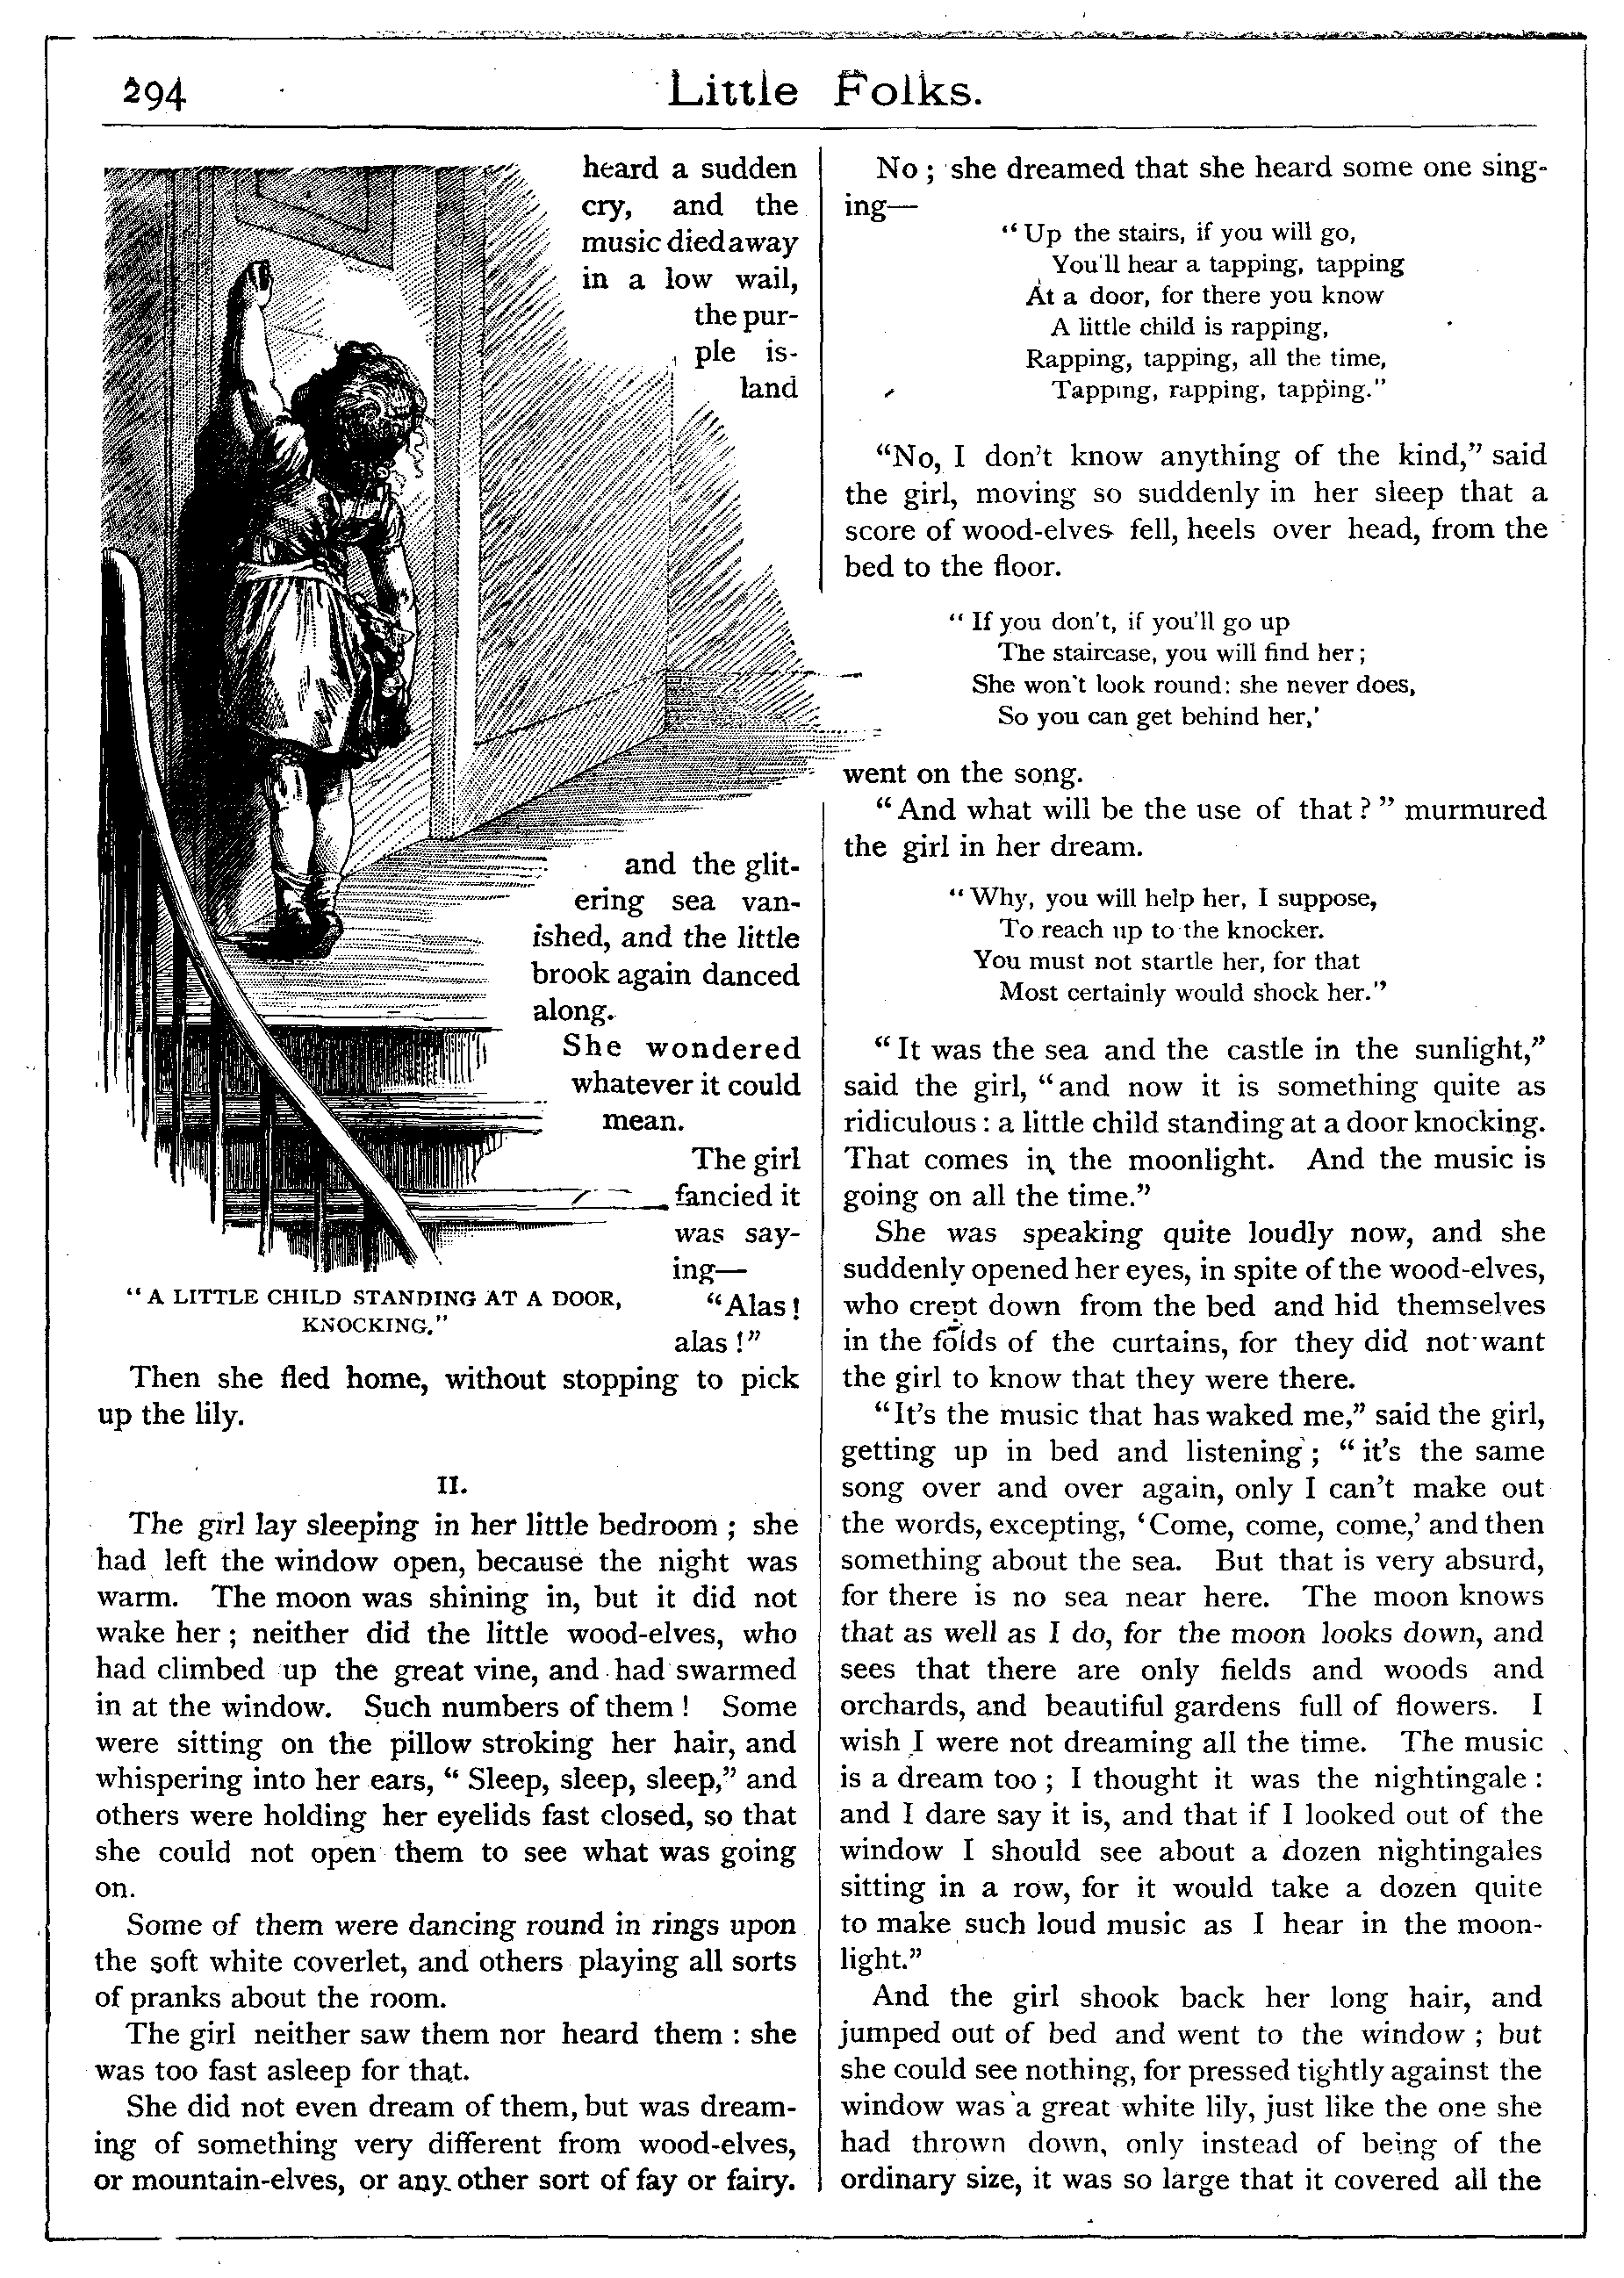 294
Little Folks.
heard a sudden
cry, and the
music died away
in a low wail,
the pur-
ple is-
land
and the glit-
ering sea van-
ished, and the little
brook again danced
along.
She wondered
whatever it could
mean.
The girl
fancied it
was say-
ing—
"Alas!
alas!"
"A LITTLE CHILD STANDING AT A DOOR,
KNOCKING."
Then she fled home, without stopping to pick
up the lily.
II.
The girl lay sleeping in her little bedroom; she
had left the window open, because the night was
warm. The moon was shining in, but it did not
wake her; neither did the little wood-elves, who
had climbed up the great vine, and had swarmed
in at the window. Such numbers of them! Some
were sitting on the pillow stroking her hair, and
whispering into her ears, "Sleep, sleep, sleep," and
others were holding her eyelids fast closed, so that
she could not open them to see what was going
on.
Some of them were dancing round in rings upon
the soft white coverlet, and others playing all sorts
of pranks about the room.
The girl neither saw them nor heard them: she
was too fast asleep for that.
She did not even dream of them, but was dream-
ing of something very different from wood-elves,
or mountain-elves, or any other sort of fay or fairy.
No; she dreamed that she heard some one sing-
ing—
"Up the stairs, if you will go,
You'll hear a tapping, tapping
At a door, for there you know
A little child is rapping,
Rapping, tapping, all the time,
Tapping, rapping, tapping."
"No, I don't know anything of the kind," said
the girl, moving so suddenly in her sleep that a
score of wood-elves fell, heels over head, from the
bed to the floor.
"If you don't, if you'll go up
The staircase, you will find her;
She won't look round: she never does,
So you can get behind her,'
went on the song.
"And what will be the use of that?" murmured
the girl in her dream.
"Why, you will help her, I suppose,
To reach up to the knocker.
You must not startle her, for that
Most certainly would shock her."
"It was the sea and the castle in the sunlight,"
said the girl, "and now it is something quite as
ridiculous: a little child standing at a door knocking.
That comes in the moonlight. And the music is
going on all the time."
She was speaking quite loudly now, and she
suddenly opened her eyes, in spite of the wood-elves,
who crept down from the bed and hid themselves
in the folds of the curtains, for they did not want
the girl to know that they were there.
"It's the music that has waked me," said the girl,
getting up in bed and listening; "it's the same
song over and over again, only I can't make out
the words, excepting, 'Come, come, come,' and then
something about the sea. But that is very absurd,
for there is no sea near here. The moon knows
that as well as I do, for the moon looks down, and
sees that there are only fields and woods and
orchards, and beautiful gardens full of flowers. I
wish I were not dreaming all the time. The music
is a dream too; I thought it was the nightingale:
and I dare say it is, and that if I looked out of the
window I should see about a dozen nightingales
sitting in a row, for it would take a dozen quite
to make such loud music as I hear in the moon-
light."
And the girl shook back her long hair, and
jumped out of bed and went to the window; but
she could see nothing, for pressed tightly against the
window was a great white lily, just like the one she
had thrown down, only instead of being of the
ordinary size, it was so large that it covered all the